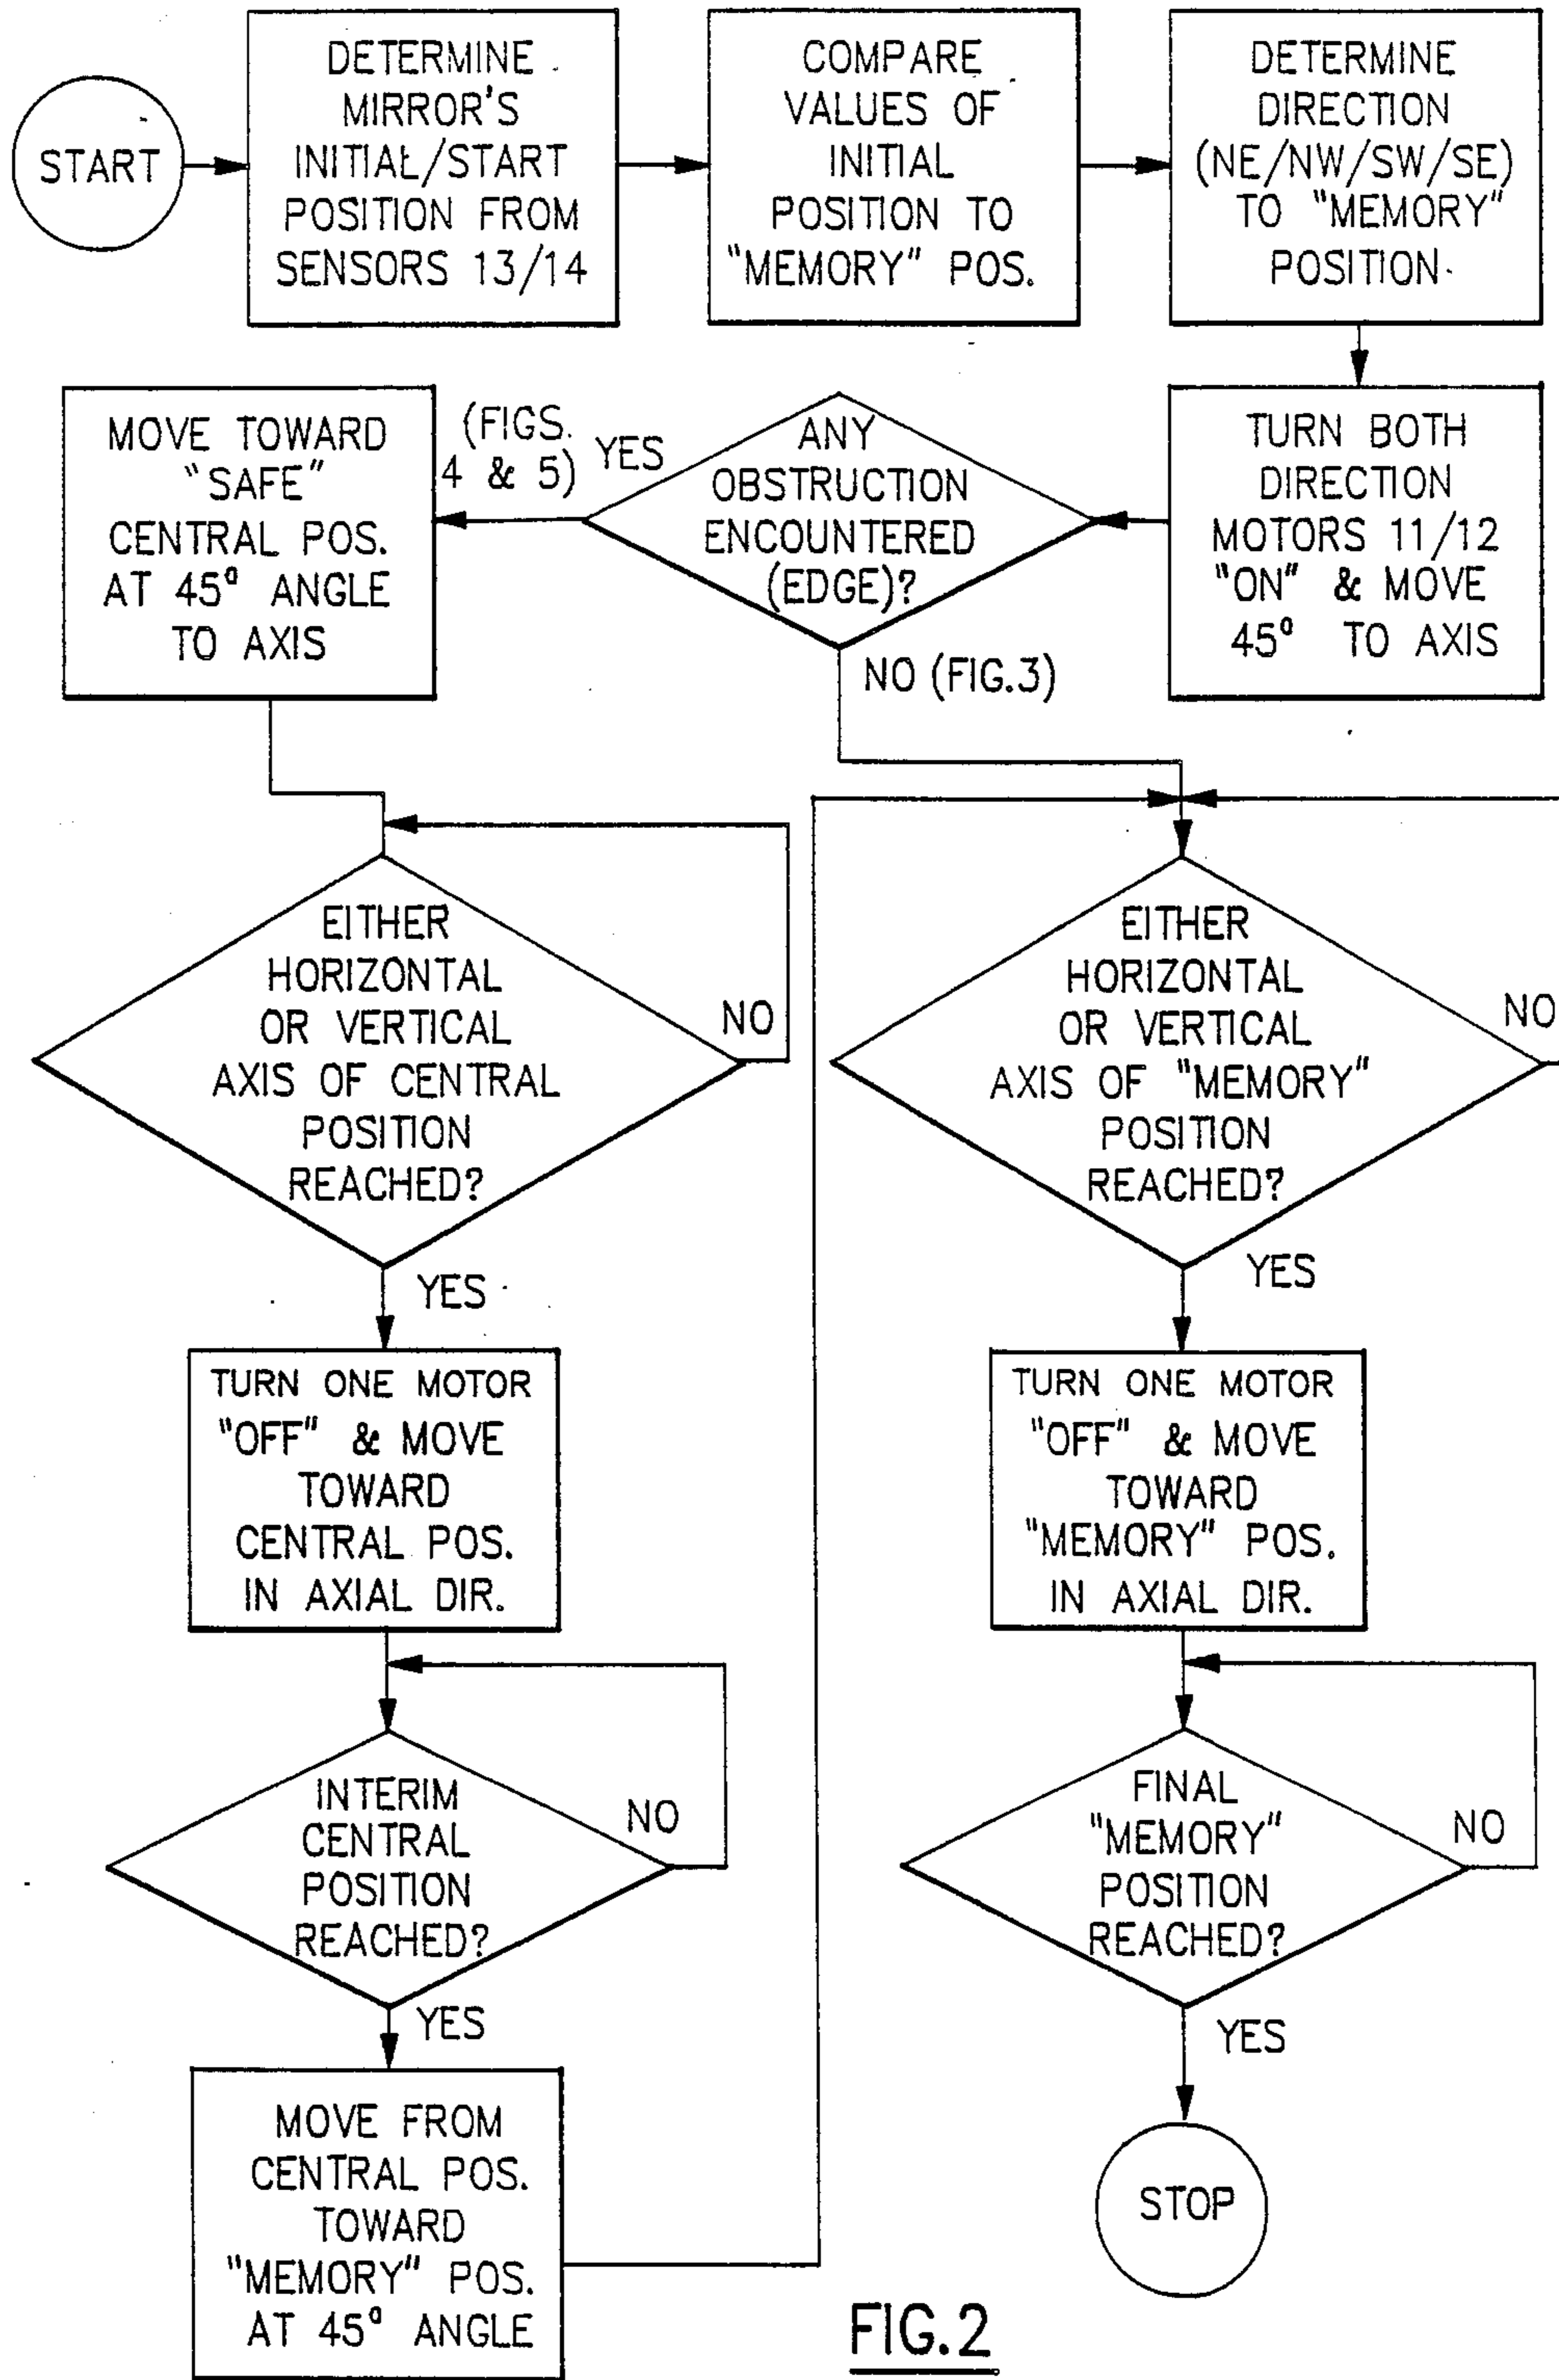 START
DETERMINE
MIRROR'S
INITIAL/START
POSITION FROM
SENSORS 13/14
COMPARE
VALUES OF
INITIAL
POSITION TO
"MEMORY" POS.
DETERMINE
DIRECTION
(NE/NW/SW/SE)
TO "MEMORY"
POSITION
TURN BOTH
DIRECTION
MOTORS 11/12
"ON" & MOVE
45° TO AXIS
ANY
OBSTRUCTION
ENCOUNTERED
(EDGE)?
YES
(FIGS.
4 & 5)
NO (FIG.3)
MOVE TOWARD
"SAFE"
CENTRAL POS.
AT 45° ANGLE
TO AXIS
EITHER
HORIZONTAL
OR VERTICAL
AXIS OF CENTRAL
POSITION
REACHED?
NO
YES
TURN ONE MOTOR
"OFF" & MOVE
TOWARD
CENTRAL POS.
IN AXIAL DIR.
INTERIM
CENTRAL
POSITION
REACHED?
NO
YES
MOVE FROM
CENTRAL POS.
TOWARD
"MEMORY" POS.
AT 45° ANGLE
EITHER
HORIZONTAL
OR VERTICAL
AXIS OF "MEMORY"
POSITION
REACHED?
NO
YES
TURN ONE MOTOR
"OFF" & MOVE
TOWARD
"MEMORY" POS.
IN AXIAL DIR.
FINAL
"MEMORY"
POSITION
REACHED?
NO
YES
STOP
FIG.2